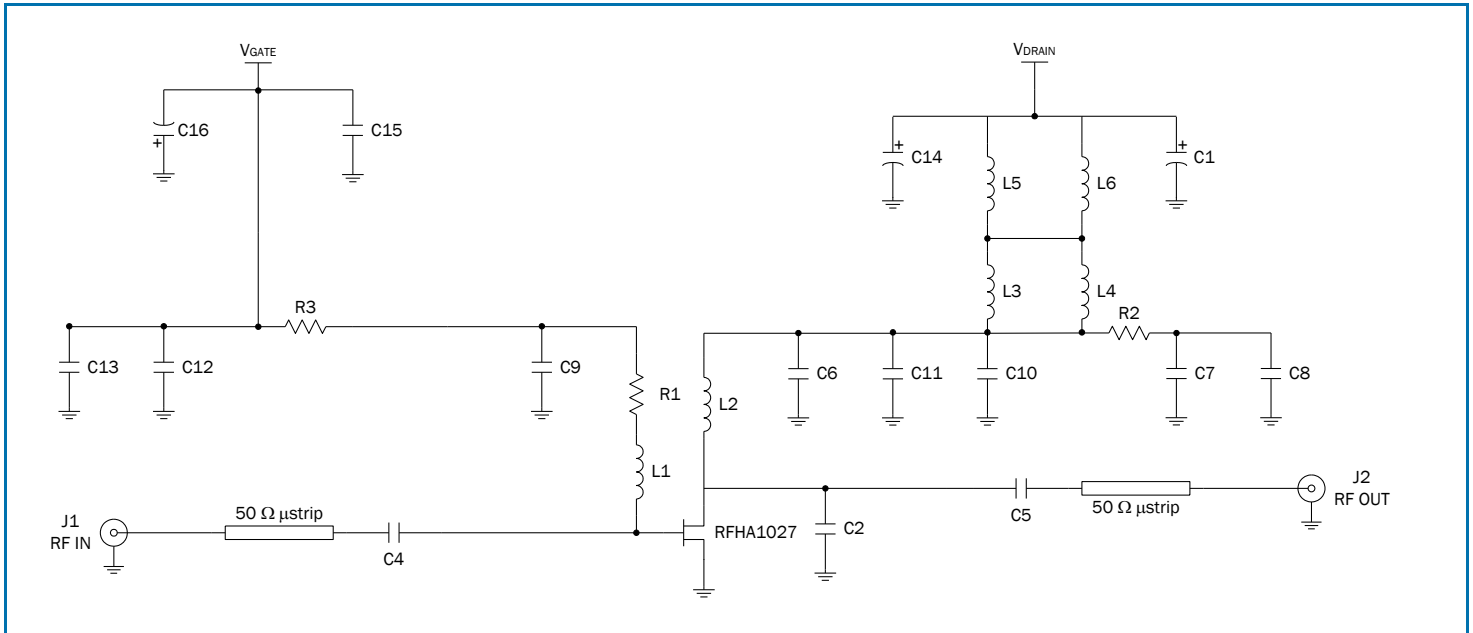 VGATE
VDRAIN
C16
+
C15
+
C14
L5
L6
+
C1
L3
L4
R3
R2
C13
C12
C9
R1
L2
C6
C11
C10
C7
C8
L1
J1
RF IN
50 Ω µstrip
C4
RFHA1027
C2
C5
50 Ω µstrip
J2
RF OUT